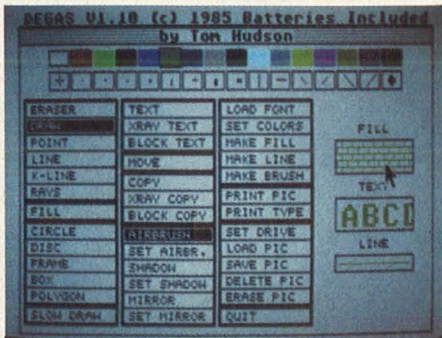 DEGAS V1.10 (c) 1985 Batteries Included
by Tom Hudson
ERASER
DRAW
POINT
LINE
K-LINE
RAYS
FILL
CIRCLE
DISC
FRAME
BOX
POLYGON
SLOW DRAW
TEXT
XRAY TEXT
BLOCK TEXT
MOVE
COPY
XRAY COPY
BLOCK COPY
AIRBRUSH
SET AIRBR.
SHADOW
SET SHADOW
MIRROR
SET MIRROR
LOAD FONT
SET COLORS
MAKE FILL
MAKE LINE
MAKE BRUSH
PRINT PIC
PRINT TYPE
SET DRIVE
LOAD PIC
SAVE PIC
DELETE PIC
ERASE PIC
QUIT
FILL
TEXT
ABCD
LINE